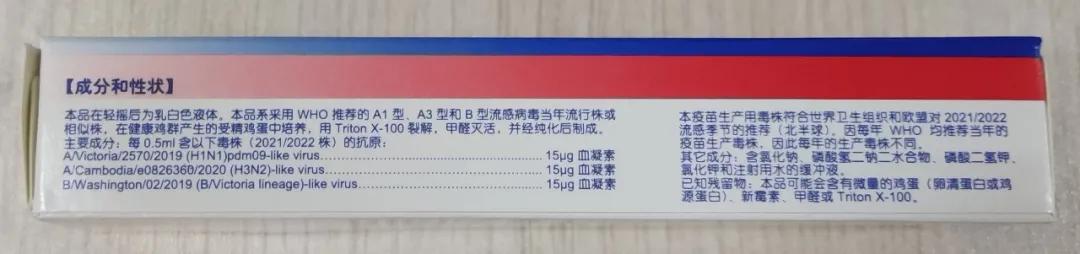 【成分和性状】
本品在轻摇后为乳白色液体。本品系采用 WHO 推荐的 A1 型、A3 型和 B 型流感病毒当年流行株或
相似株，在健康鸡群产生的受精鸡蛋中培养，用 Triton X-100 裂解，甲醛灭活，并经纯化后制成。
主要成分：每 0.5ml 含以下毒株（2021/2022 株）的抗原：
A/Victoria/2570/2019 (H1N1)pdm09-like virus........................15μg 血凝素
A/Cambodia/e0826360/2020 (H3N2)-like virus........................15μg 血凝素
B/Washington/02/2019 (B/Victoria lineage)-like virus........................15μg 血凝素
本疫苗生产用毒株符合世界卫生组织和欧盟对 2021/2022
流感季节的推荐（北半球）。因每年 WHO 均推荐当年的
疫苗生产毒株，因此每年的生产毒株不同。
其它成分：含氯化钠、磷酸氢二钠二水合物、磷酸二氢钾、
氯化钾和注射用水的缓冲液。
已知残留物：本品可能会含有微量的鸡蛋（卵清蛋白或鸡
源蛋白）、新霉素、甲醛或 Triton X-100。